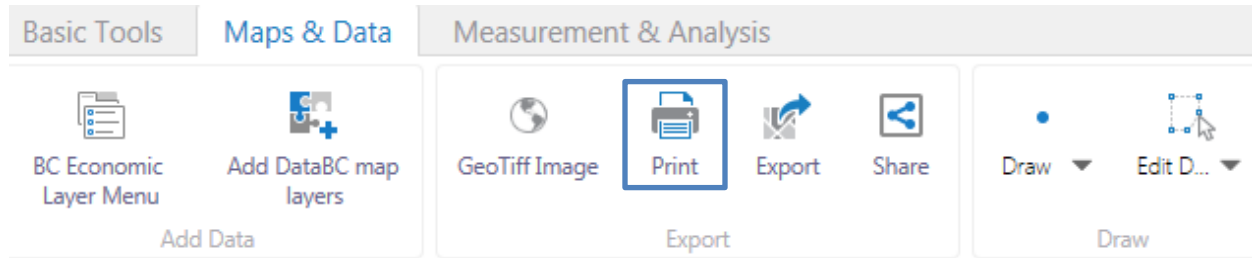 Basic Tools
Maps & Data
Measurement & Analysis
BC Economic
Layer Menu
Add DataBC map
layers
Add Data
GeoTiff Image
Print
Export
Share
Export
Draw
Edit D...
Draw